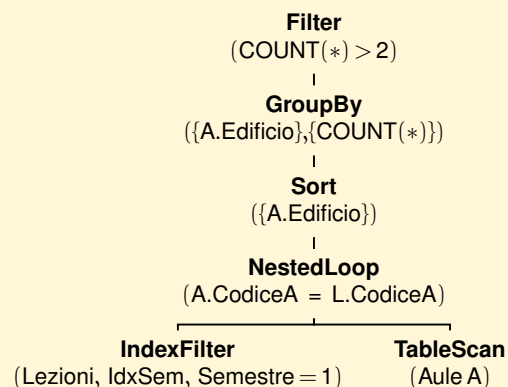 Filter
(COUNT(∗) > 2)
GroupBy
({A.Edificio},{COUNT(∗)})
Sort
({A.Edificio})
NestedLoop
(A.CodiceA = L.CodiceA)
IndexFilter TableScan
(Lezioni, IdxSem, Semestre = 1) (Aule A)